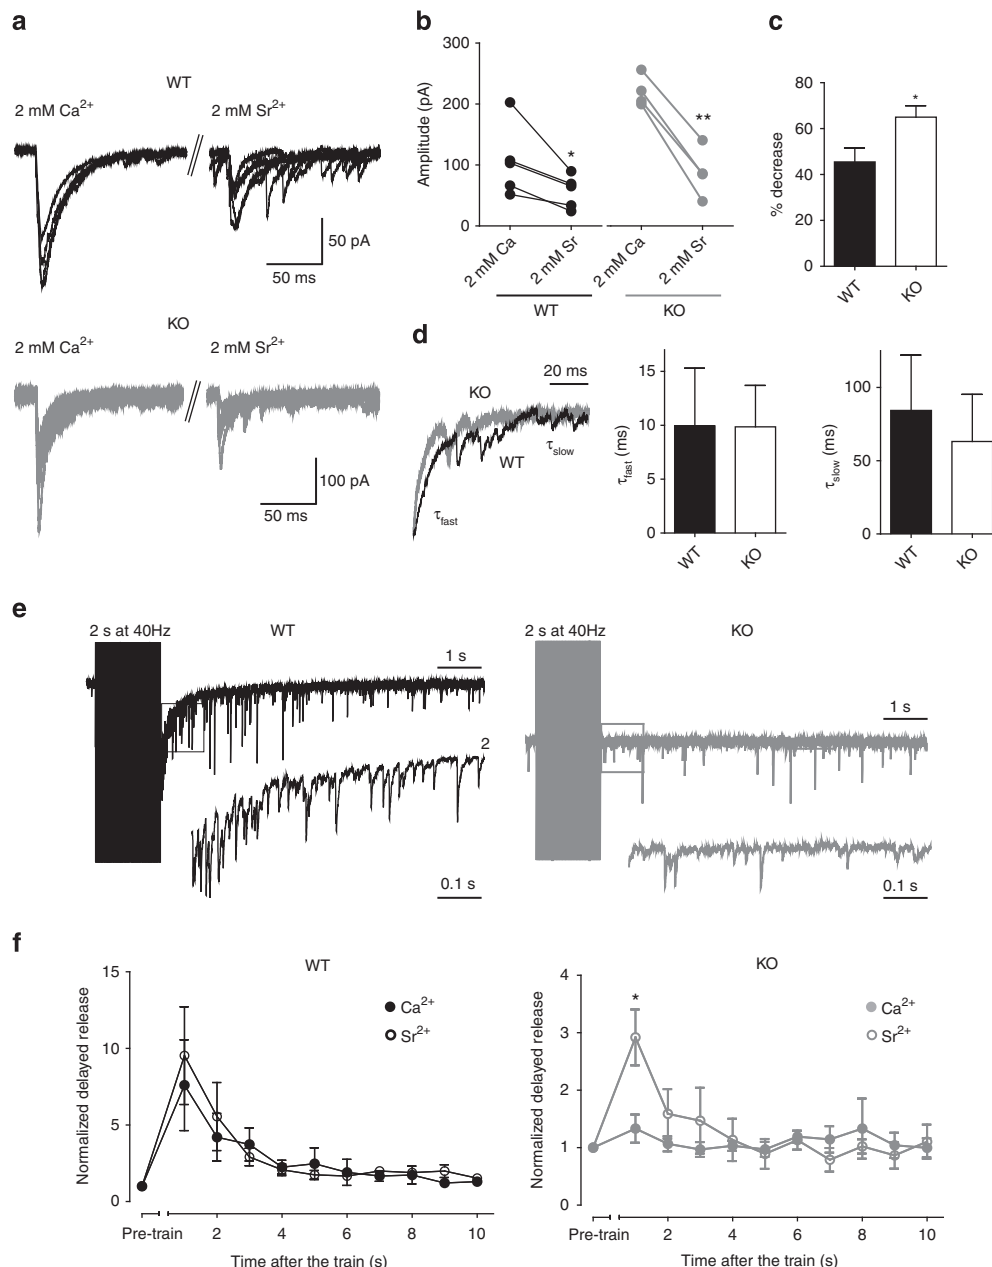 a
WT
2 mM Ca2+
2 mM Sr2+
50 pA
50 ms
KO
2 mM Ca2+
2 mM Sr2+
100 pA
50 ms
b
300
200
100
0
Amplitude (pA)
*
**
2 mM Ca
2 mM Sr
2 mM Ca
2 mM Sr
WT
KO
c
80
60
40
20
0
% decrease
*
WT
KO
d
20 ms
KO
WT
τslow
τfast
15
10
5
0
τfast (ms)
WT
KO
100
50
0
τslow (ms)
WT
KO
e
2 s at 40Hz
WT
1 s
2
0.1 s
2 s at 40Hz
KO
1 s
0.1 s
f
WT
15
10
5
0
Normalized delayed release
Ca2+
Sr2+
Pre-train 2 4 6 8 10
Time after the train (s)
KO
4
3
2
1
0
Normalized delayed release
*
Ca2+
Sr2+
Pre-train 2 4 6 8 10
Time after the train (s)